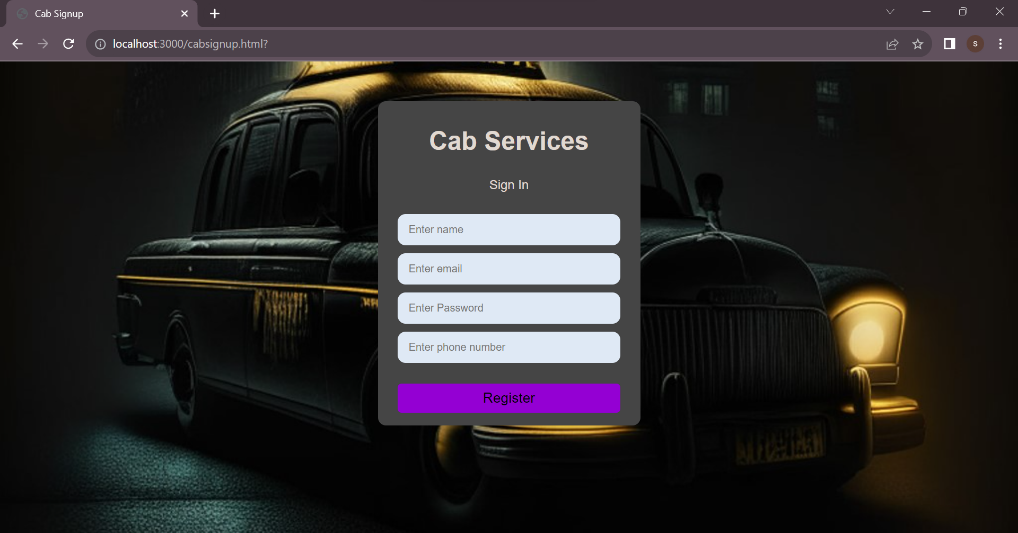 Cab Signup
localhost:3000/cabsignup.html?
S
Cab Services
Sign In
Enter name
Enter email
Enter Password
Enter phone number
Register